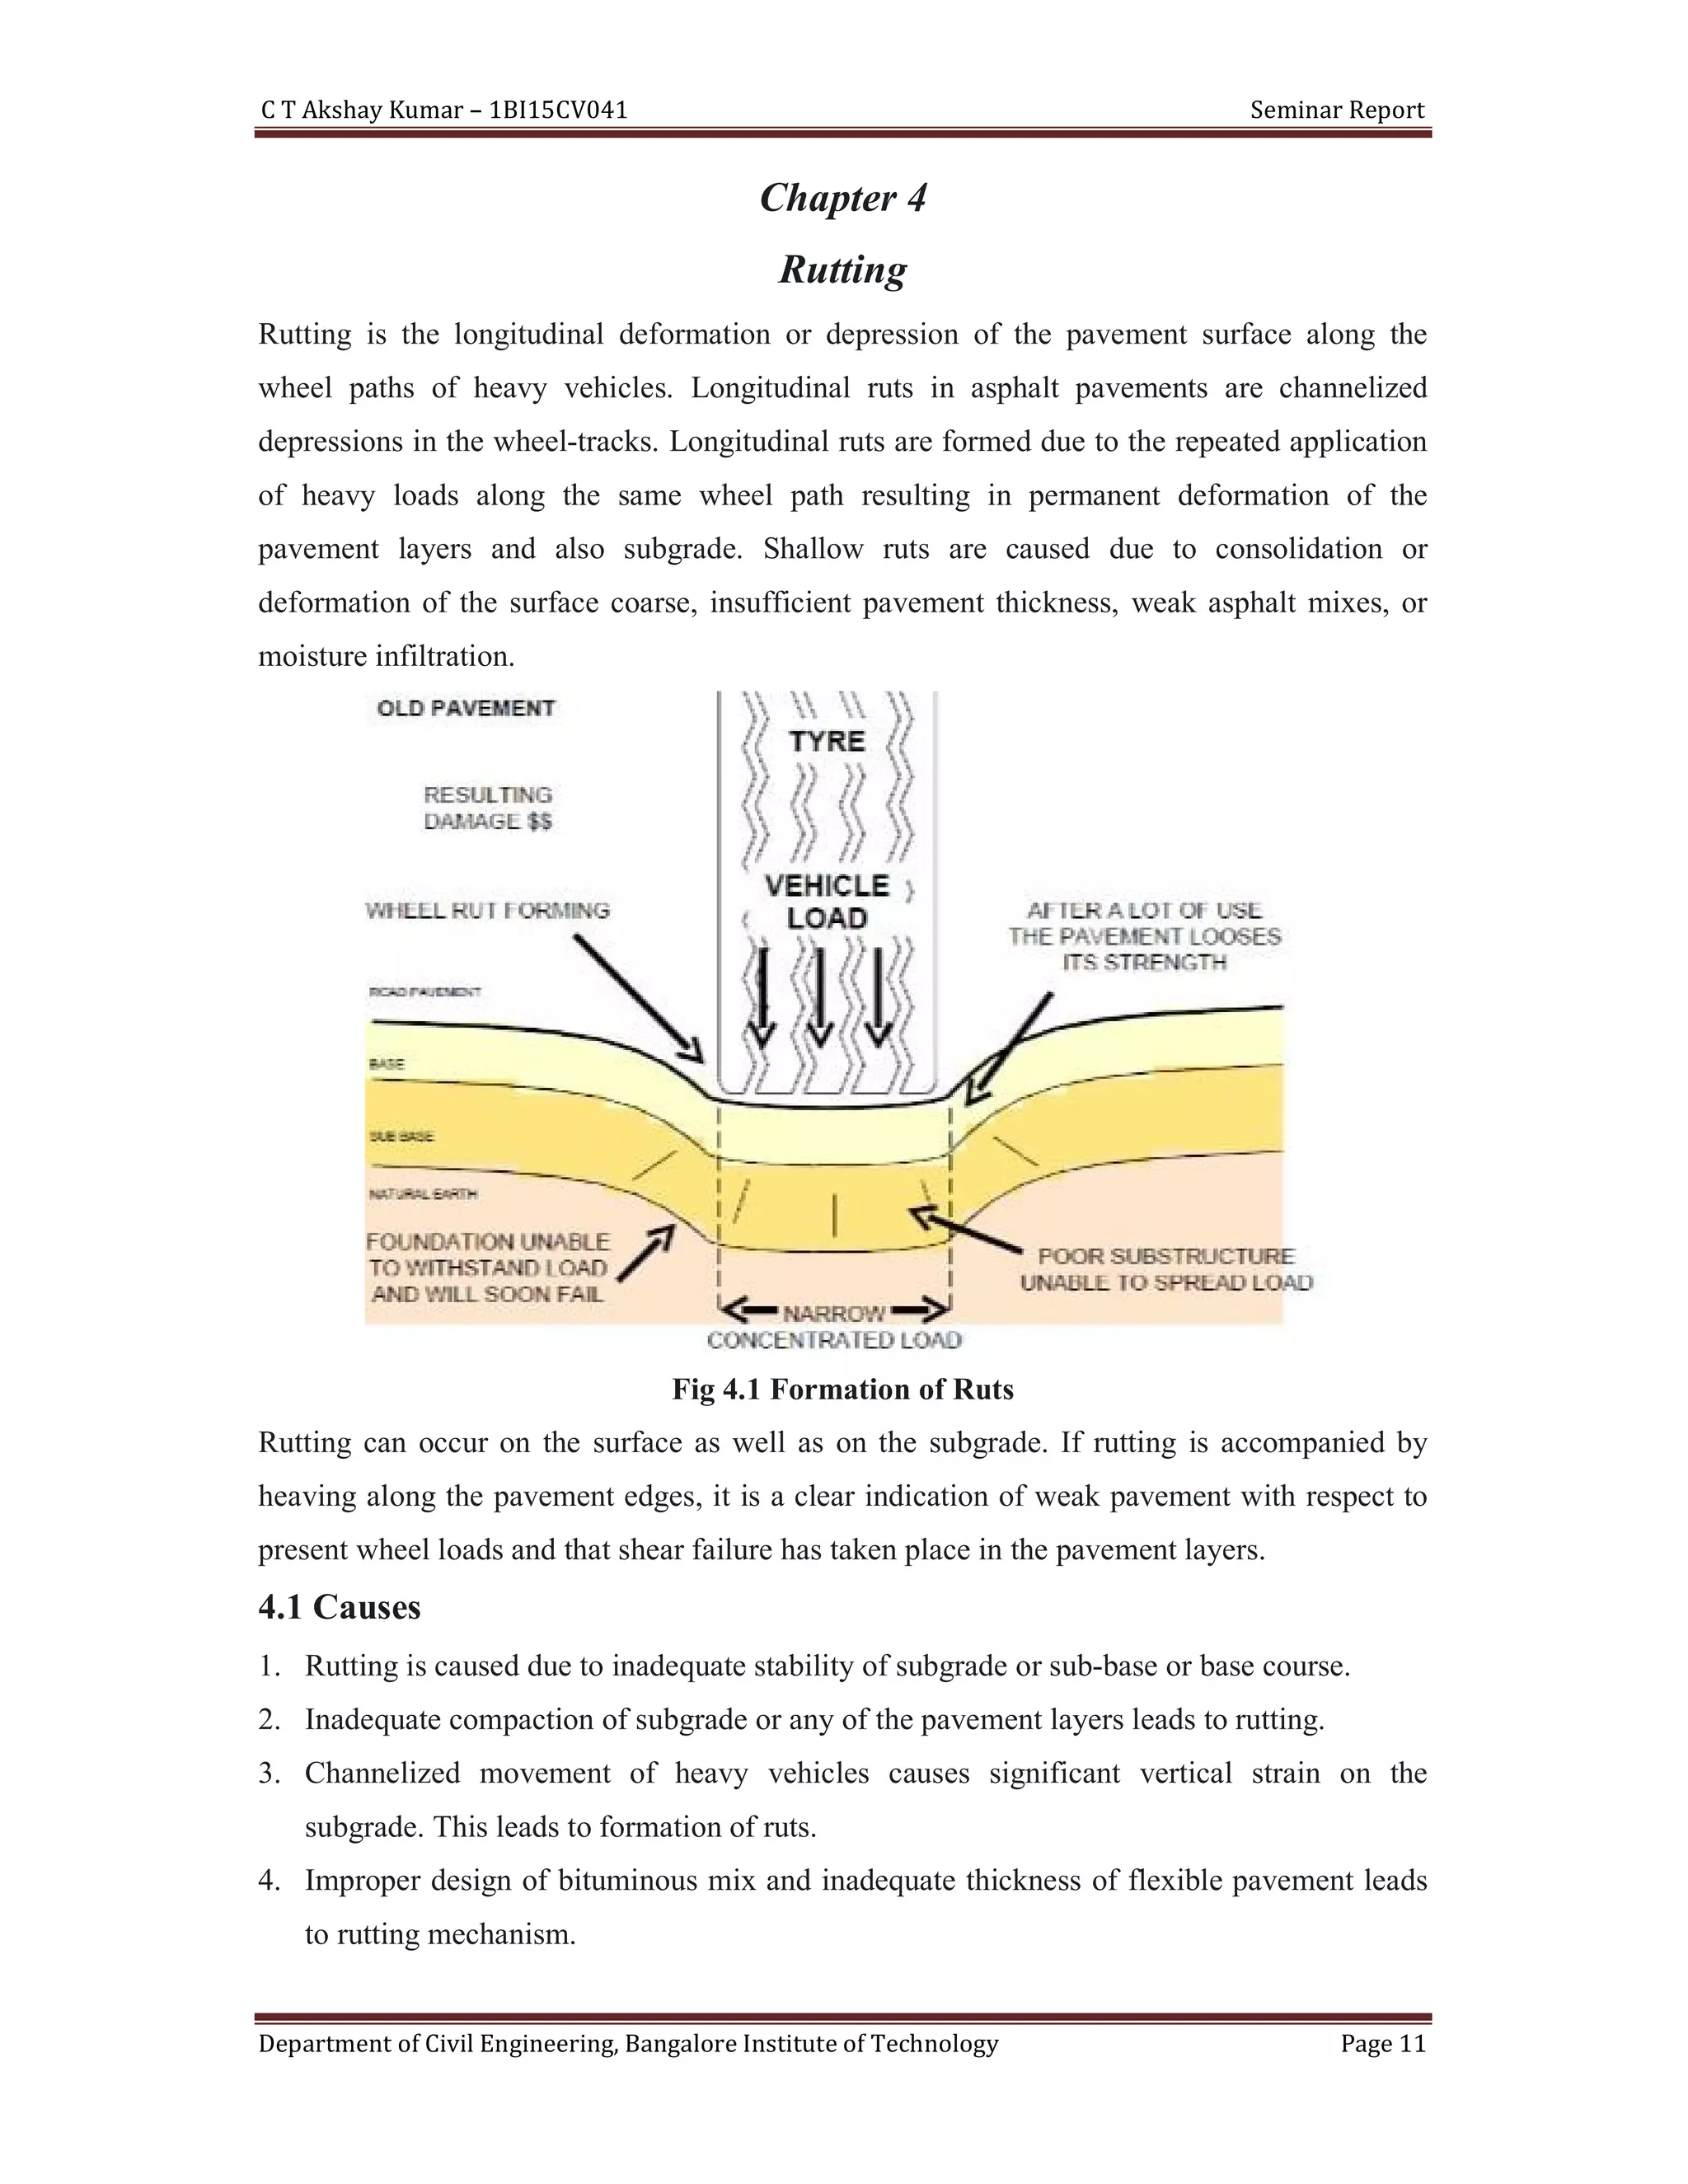 C T Akshay Kumar – 1BI15CV041 Seminar Report
Chapter 4
Rutting
Rutting is the longitudinal deformation or depression of the pavement surface along the
wheel paths of heavy vehicles. Longitudinal ruts in asphalt pavements are channelized
depressions in the wheel-tracks. Longitudinal ruts are formed due to the repeated application
of heavy loads along the same wheel path resulting in permanent deformation of the
pavement layers and also subgrade. Shallow ruts are caused due to consolidation or
deformation of the surface coarse, insufficient pavement thickness, weak asphalt mixes, or
moisture infiltration.
OLD PAVEMENT
TYRE
RESULTING
DAMAGE $$
VEHICLE
LOAD
WHEEL RUT FORMING
AFTER A LOT OF USE
THE PAVEMENT LOOSES
ITS STRENGTH
ROAD PAVEMENT
BASE
SUB BASE
NATURAL EARTH
FOUNDATION UNABLE
TO WITHSTAND LOAD
AND WILL SOON FAIL
POOR SUBSTRUCTURE
UNABLE TO SPREAD LOAD
NARROW
CONCENTRATED LOAD
Fig 4.1 Formation of Ruts
Rutting can occur on the surface as well as on the subgrade. If rutting is accompanied by
heaving along the pavement edges, it is a clear indication of weak pavement with respect to
present wheel loads and that shear failure has taken place in the pavement layers.
4.1 Causes
1. Rutting is caused due to inadequate stability of subgrade or sub-base or base course.
2. Inadequate compaction of subgrade or any of the pavement layers leads to rutting.
3. Channelized movement of heavy vehicles causes significant vertical strain on the
subgrade. This leads to formation of ruts.
4. Improper design of bituminous mix and inadequate thickness of flexible pavement leads
to rutting mechanism.
Department of Civil Engineering, Bangalore Institute of Technology Page 11